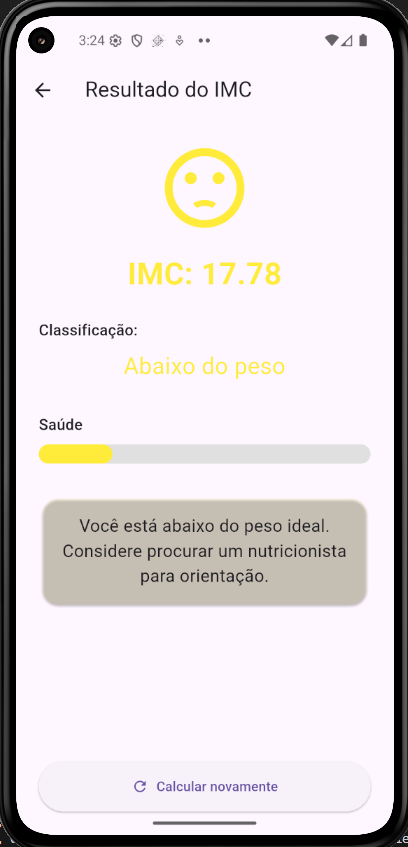 3:24
Resultado do IMC
IMC: 17.78
Classificação:
Abaixo do peso
Saúde
Você está abaixo do peso ideal.
Considere procurar um nutricionista
para orientação.
Calcular novamente